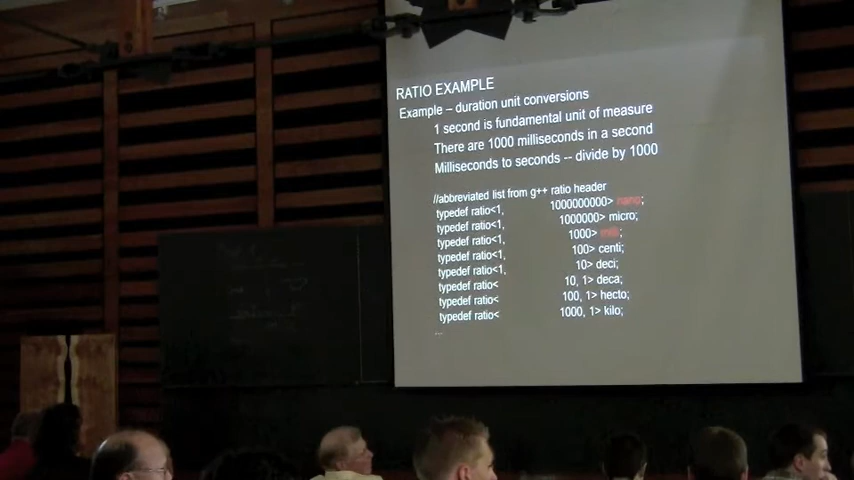 RATIO EXAMPLE
Example – duration unit conversions
1 second is fundamental unit of measure
There are 1000 milliseconds in a second
Milliseconds to seconds -- divide by 1000
//abbreviated list from g++ ratio header
typedef ratio<1, 1000000000> nano;
typedef ratio<1, 1000000> micro;
typedef ratio<1, 1000> milli;
typedef ratio<1, 100> centi;
typedef ratio<1, 10> deci;
typedef ratio< 10, 1> deca;
typedef ratio< 100, 1> hecto;
typedef ratio< 1000, 1> kilo;
...